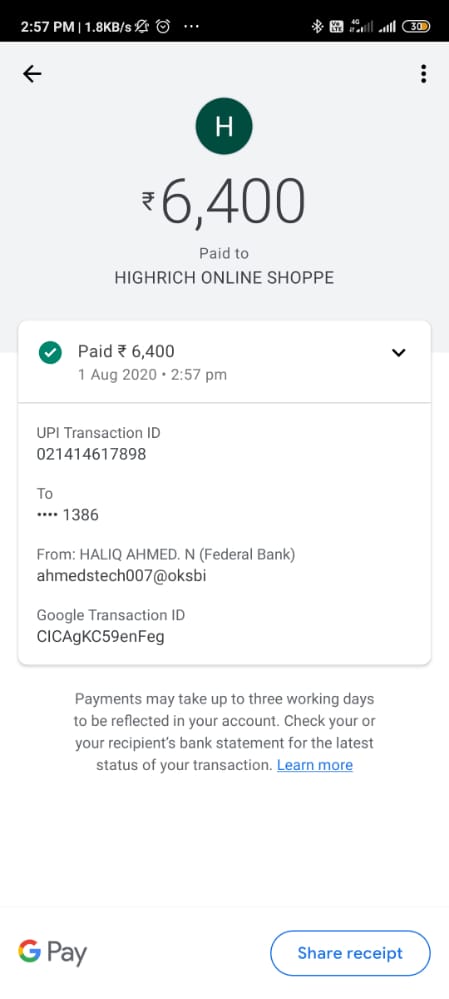 2:57 PM | 1.8KB/s ...
4G
30
H
₹6,400
Paid to
HIGHRICH ONLINE SHOPPE
Paid ₹ 6,400
1 Aug 2020 • 2:57 pm
UPI Transaction ID
021414617898
To
•••• 1386
From: HALIQ AHMED. N (Federal Bank)
ahmedstech007@oksbi
Google Transaction ID
CICAgKC59enFeg
Payments may take up to three working days
to be reflected in your account. Check your or
your recipient's bank statement for the latest
status of your transaction. Learn more
G Pay
Share receipt